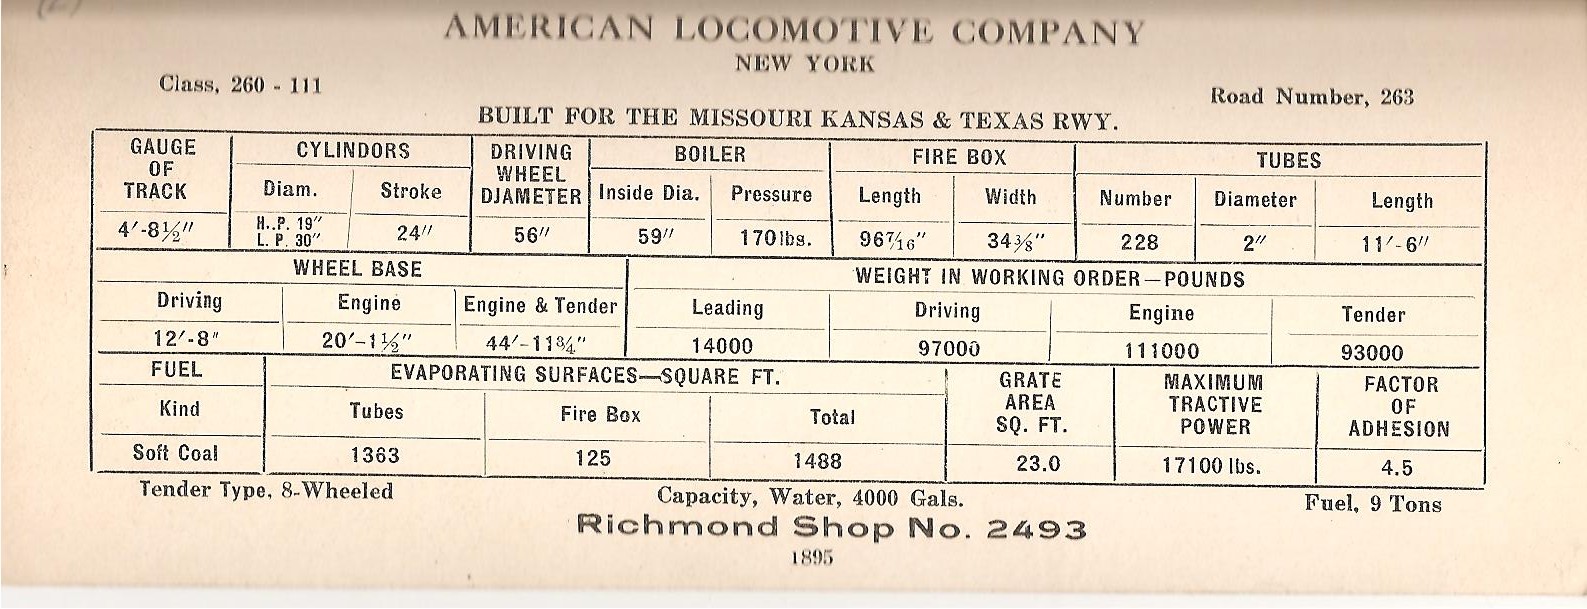 AMERICAN LOCOMOTIVE COMPANY
NEW YORK
Class, 260 - 111
Road Number, 263
BUILT FOR THE MISSOURI KANSAS & TEXAS RWY.
GAUGE OF TRACK CYLINDORS DRIVING WHEEL DJAMETER BOILER FIRE BOX TUBES
Diam. Stroke Inside Dia. Pressure Length Width Number Diameter Length
4'-8½" H..P. 19" L. P. 30" 24" 56" 59" 170 lbs. 96 7/16" 34 3/8" 228 2" 11'-6"
WHEEL BASE WEIGHT IN WORKING ORDER—POUNDS
Driving Engine Engine & Tender Leading Driving Engine Tender
12'-8" 20'-1½" 44'-11¾" 14000 97000 111000 93000
FUEL EVAPORATING SURFACES—SQUARE FT. GRATE AREA SQ. FT. MAXIMUM TRACTIVE POWER FACTOR OF ADHESION
Kind Tubes Fire Box Total
Soft Coal 1363 125 1488 23.0 17100 lbs. 4.5
Tender Type, 8-Wheeled Capacity, Water, 4000 Gals. Fuel, 9 Tons
Richmond Shop No. 2493
1895